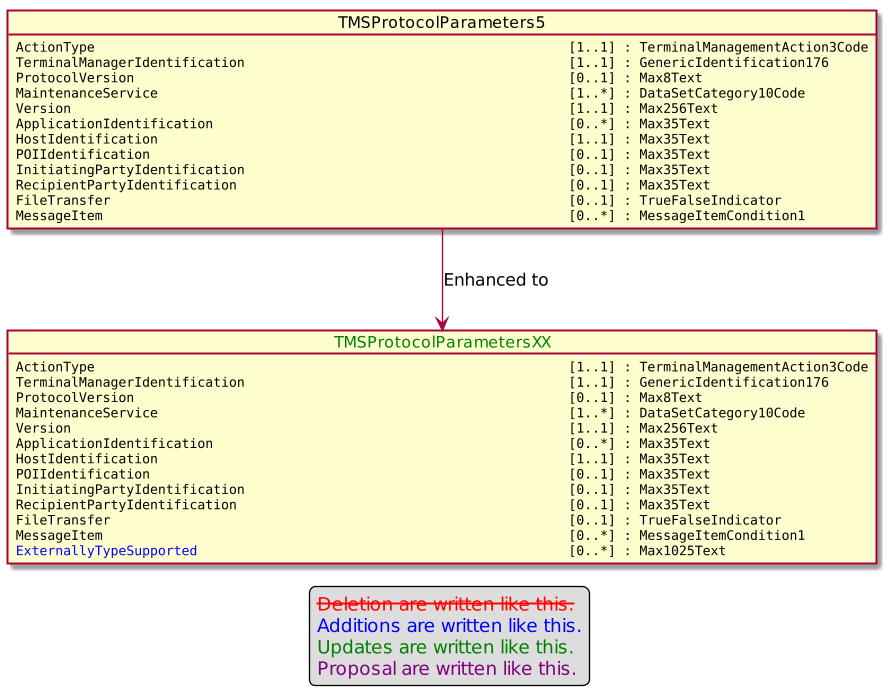 TMSProtocolParameters5
ActionType [1..1] : TerminalManagementAction3Code
TerminalManagerIdentification [1..1] : GenericIdentification176
ProtocolVersion [0..1] : Max8Text
MaintenanceService [1..*] : DataSetCategory10Code
Version [1..1] : Max256Text
ApplicationIdentification [0..*] : Max35Text
HostIdentification [1..1] : Max35Text
POIIdentification [0..1] : Max35Text
InitiatingPartyIdentification [0..1] : Max35Text
RecipientPartyIdentification [0..1] : Max35Text
FileTransfer [0..1] : TrueFalseIndicator
MessageItem [0..*] : MessageItemCondition1
Enhanced to
TMSProtocolParametersXX
ActionType [1..1] : TerminalManagementAction3Code
TerminalManagerIdentification [1..1] : GenericIdentification176
ProtocolVersion [0..1] : Max8Text
MaintenanceService [1..*] : DataSetCategory10Code
Version [1..1] : Max256Text
ApplicationIdentification [0..*] : Max35Text
HostIdentification [1..1] : Max35Text
POIIdentification [0..1] : Max35Text
InitiatingPartyIdentification [0..1] : Max35Text
RecipientPartyIdentification [0..1] : Max35Text
FileTransfer [0..1] : TrueFalseIndicator
MessageItem [0..*] : MessageItemCondition1
ExternallyTypeSupported [0..*] : Max1025Text
Deletion are written like this.
Additions are written like this.
Updates are written like this.
Proposal are written like this.